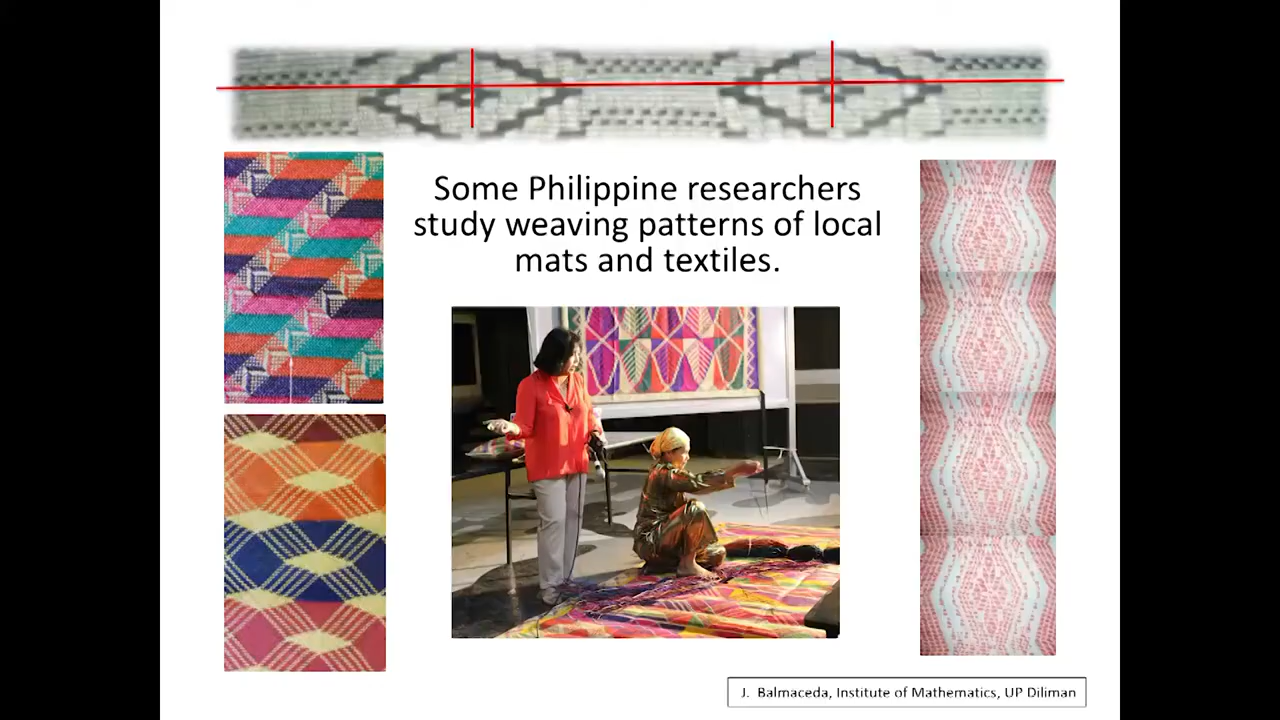 Some Philippine researchers
study weaving patterns of local
mats and textiles.
J. Balmaceda, Institute of Mathematics, UP Diliman